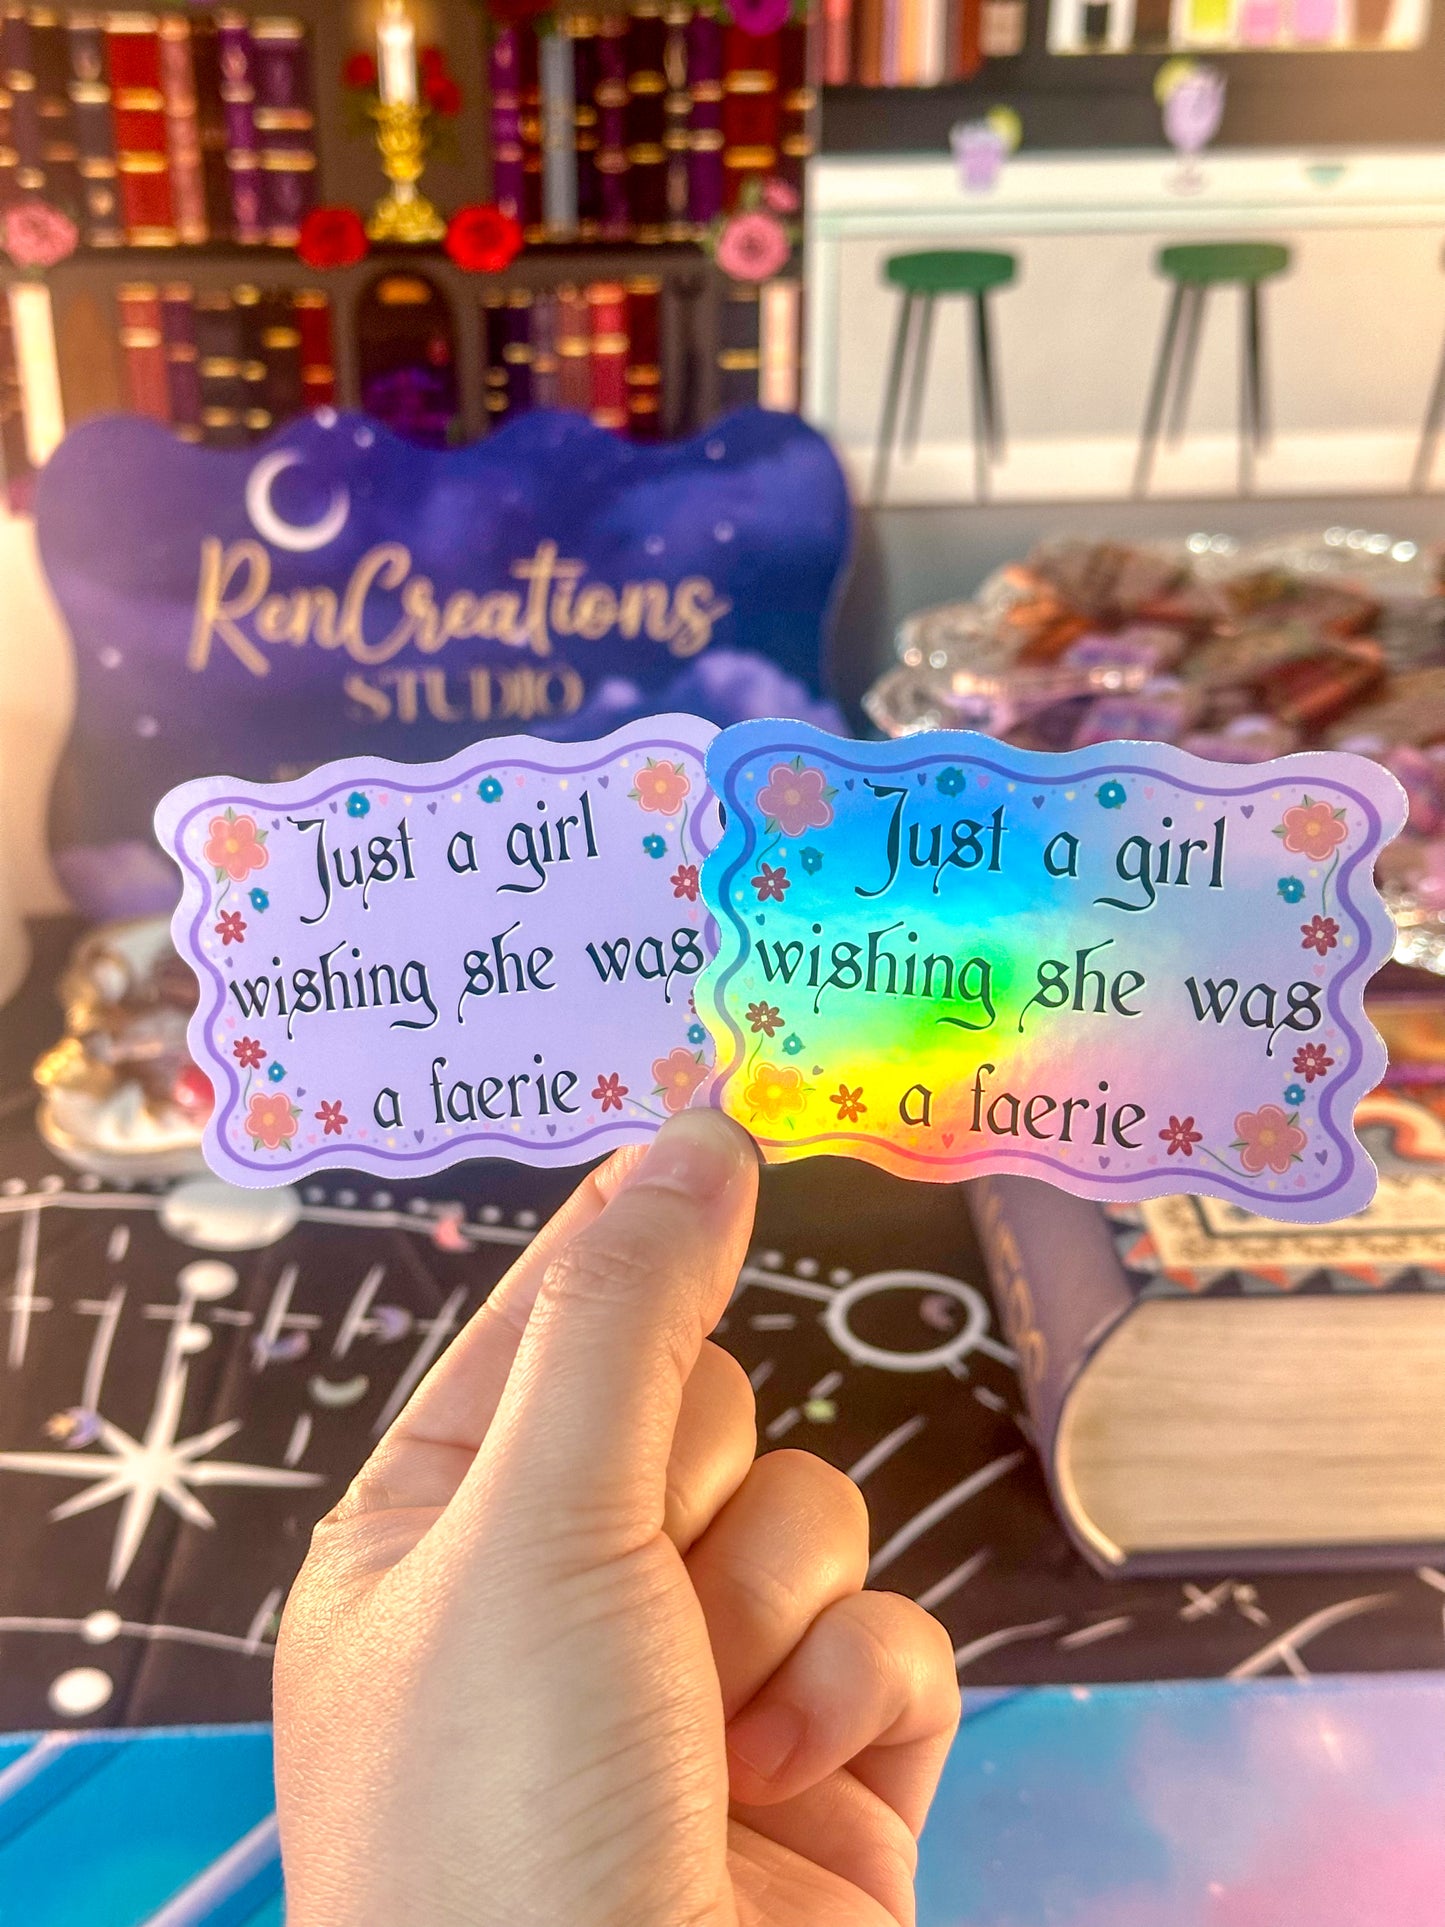 RenCreations
STUDIO
Just a girl
wishing she was
a faerie
Just a girl
wishing she was
a faerie